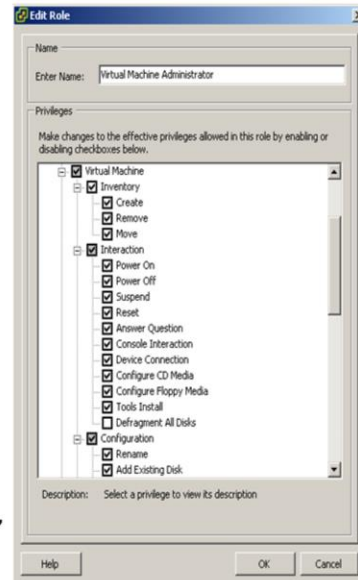 Edit Role
Name
Enter Name: Virtual Machine Administrator
Privileges
Make changes to the effective privileges allowed in this role by enabling or
disabling checkboxes below.
Virtual Machine
Inventory
Create
Remove
Move
Interaction
Power On
Power Off
Suspend
Reset
Answer Question
Console Interaction
Device Connection
Configure CD Media
Configure Floppy Media
Tools Install
Defragment All Disks
Configuration
Rename
Add Existing Disk
Description: Select a privilege to view its description
Help OK Cancel